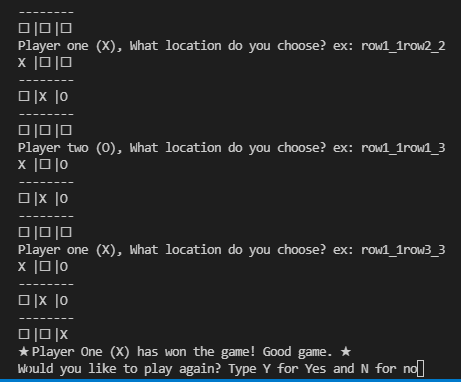 --------
□|□|□
Player one (X), What location do you choose? ex: row1_1row2_2
X |□|□
--------
□|X |O
--------
□|□|□
Player two (O), What location do you choose? ex: row1_1row1_3
X |□|O
--------
□|X |O
--------
□|□|□
Player one (X), What location do you choose? ex: row1_1row3_3
X |□|O
--------
□|X |O
--------
□|□|X
★Player One (X) has won the game! Good game. ★
Would you like to play again? Type Y for Yes and N for no